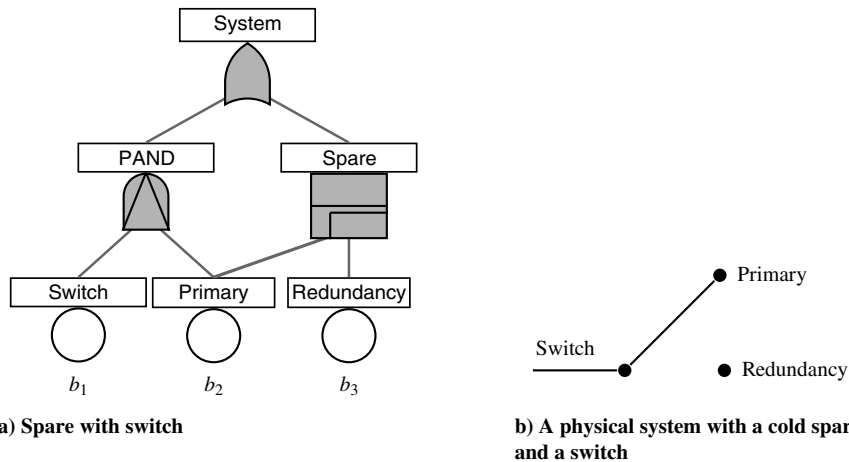 System
PAND
Spare
Switch
Primary
Redundancy
b1
b2
b3
a) Spare with switch
Primary
Switch
Redundancy
b) A physical system with a cold spar
and a switch